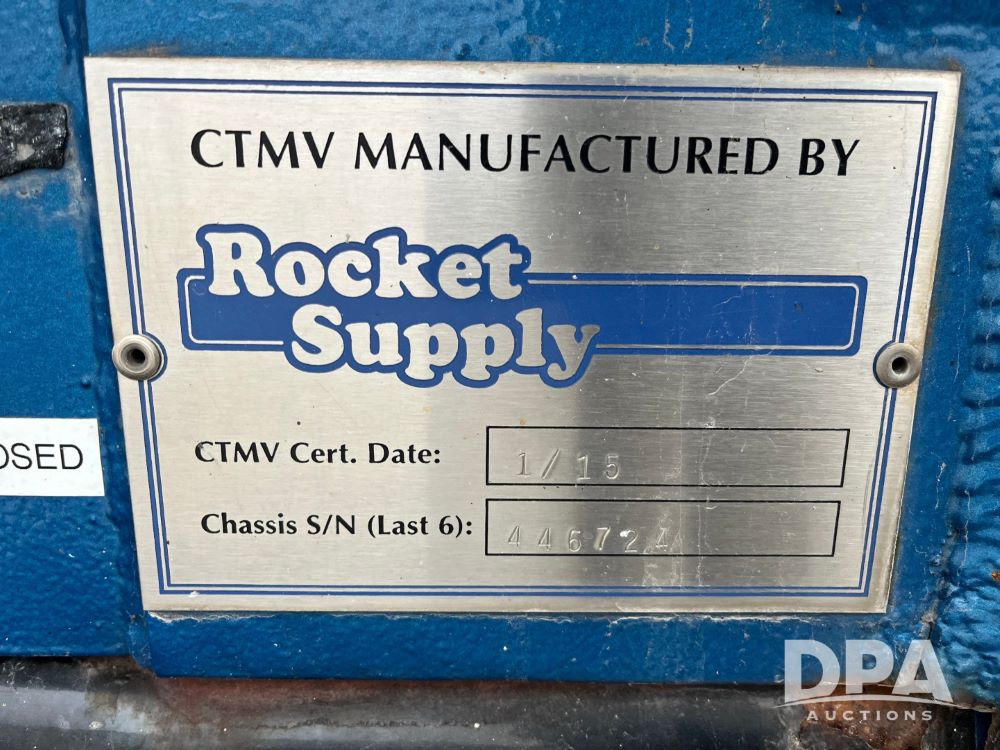 CTMV MANUFACTURED BY
Rocket
Supply
CTMV Cert. Date: 1/15
Chassis S/N (Last 6): 446724
OSED
DPA
AUCTIONS